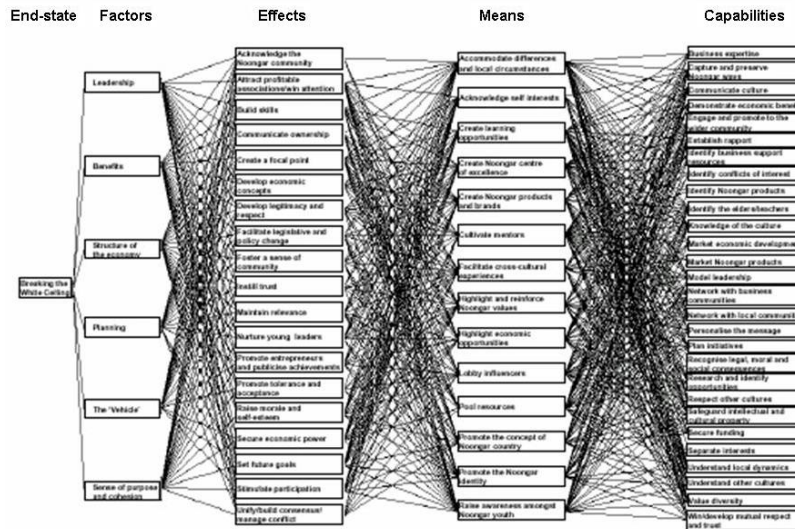 End-state Factors Effects Means Capabilities
Breaking the
White Ceiling
Leadership
Benefits
Structure of
the economy
Planning
The 'Vehicle'
Sense of purpose
and cohesion
Acknowledge the
Noongar community
Attract profitable
associations/win attention
Build skills
Communicate ownership
Create a focal point
Develop economic
concepts
Develop legitimacy and
respect
Facilitate legislative and
policy change
Foster a sense of
community
Instill trust
Maintain relevance
Nurture young leaders
Promote entrepreneurs
and publicise achievements
Promote tolerance and
acceptance
Raise morale and
self-esteem
Secure economic power
Set future goals
Stimulate participation
Unify/build consensus/
manage conflict
Accommodate differences
and local circumstances
Acknowledge self interests
Create learning
opportunities
Create Noongar centre
of excellence
Create Noongar products
and brands
Cultivate mentors
Facilitate cross-cultural
experiences
Highlight and reinforce
Noongar values
Highlight economic
opportunities
Lobby influencers
Pool resources
Promote the concept of
Noongar country
Promote the Noongar
identity
Raise awareness amongst
Noongar youth
Business expertise
Capture and preserve
Noongar ways
Communicate culture
Demonstrate economic benef
Engage and promote to the
wider community
Establish rapport
Identify business support
resources
Identify conflicts of interest
Identify Noongar products
Identify the elders/teachers
Knowledge of the culture
Market economic developme
Market Noongar products
Model leadership
Network with business
communities
Network with local communit
Personalise the message
Plan initiatives
Recognise legal, moral and
social consequences
Research and identify
opportunities
Respect other cultures
Safeguard intellectual and
cultural property
Secure funding
Separate interests
Understand local dynamics
Understand other cultures
Value diversity
Win/develop mutual respect
and trust